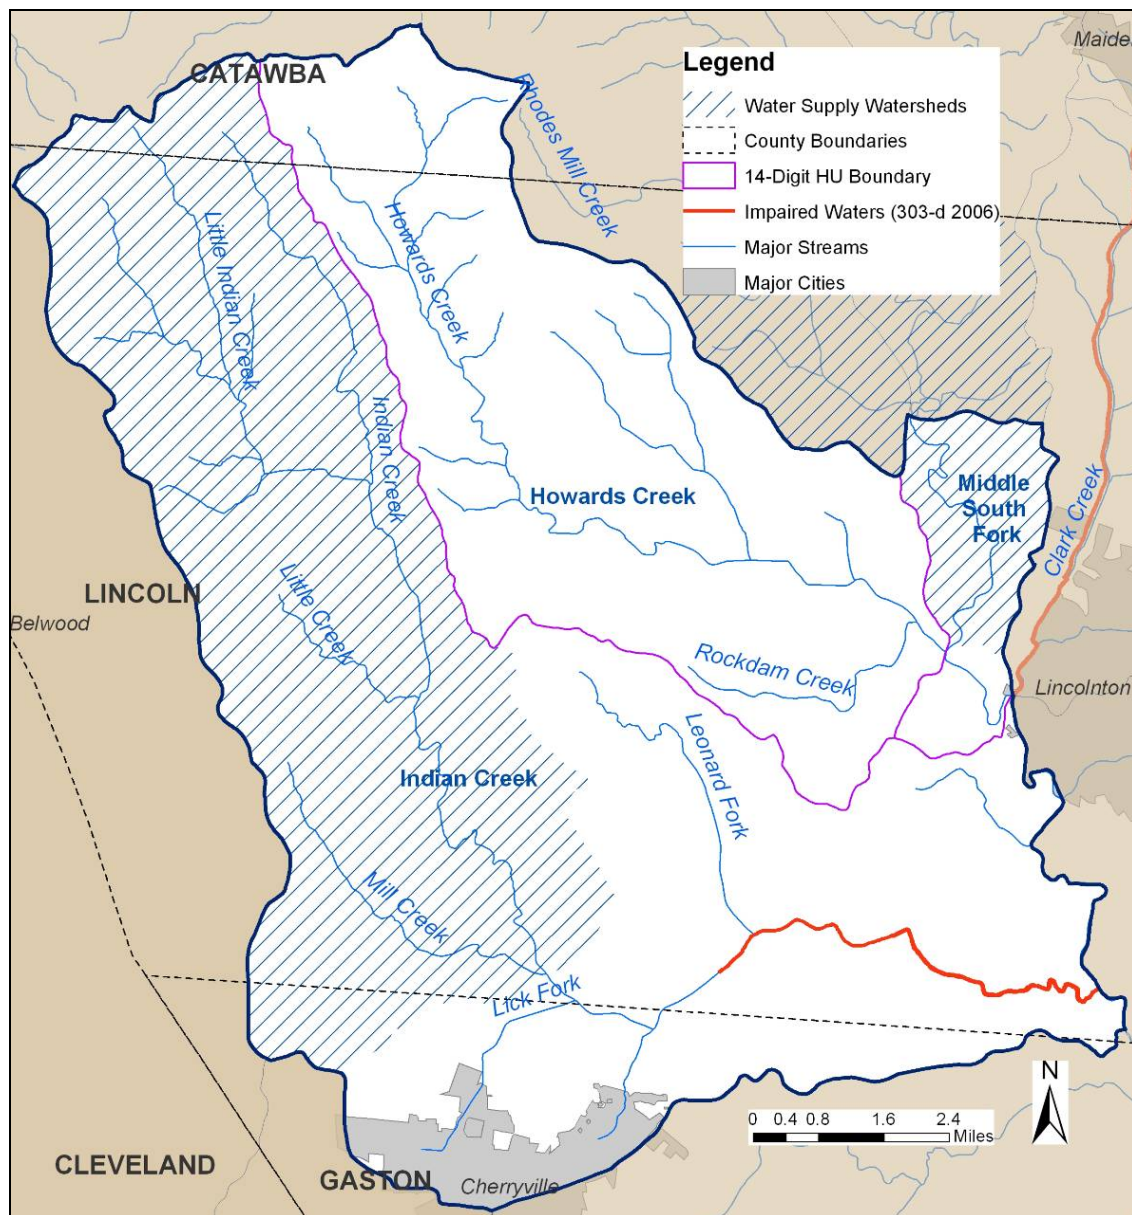 Maide
CATAWBA
Legend
Water Supply Watersheds
County Boundaries
14-Digit HU Boundary
Impaired Waters (303-d 2006)
Major Streams
Major Cities
Rhodes Mill Creek
Howards Creek
Little Indian Creek
Indian Creek
Howards Creek
Middle
South
Fork
Clark Creek
LINCOLN
Belwood
Little Creek
Rockdam Creek
Lincolnton
Leonard Fork
Indian Creek
Mill Creek
Lick Fork
N
0 0.4 0.8 1.6 2.4
Miles
CLEVELAND
GASTON
Cherryville